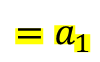 = a₁